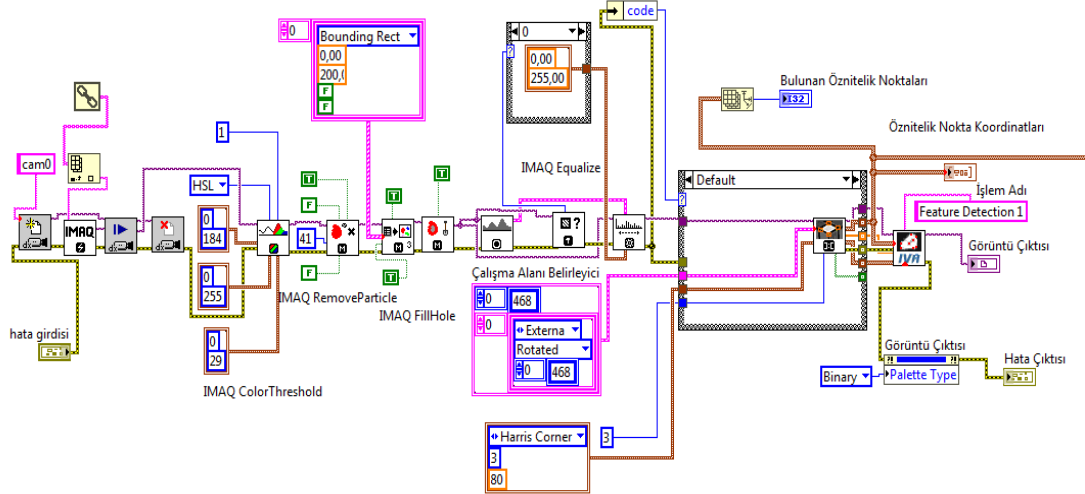 code
0
Bounding Rect
0,00
200,(
F
F
0
0,00
255,00
?
Bulunan Öznitelik Noktaları
I32
Öznitelik Nokta Koordinatları
1
cam0
HSL
IMAQ Equalize
T
T
T
F
?
Default
İşlem Adı
Feature Detection 1
Görüntü Çıktısı
IMAQ
0
184
41
M
M
3
M
?
T
IVA
0
255
F
T
IMAQ RemoveParticle
IMAQ FillHole
Çalışma Alanı Belirleyici
0
468
0
Externa
Rotated
0
468
hata girdisi
0
29
IMAQ ColorThreshold
Görüntü Çıktısı
?!
?!
Palette Type
Binary
Hata Çıktısı
Harris Corner
3
80
3